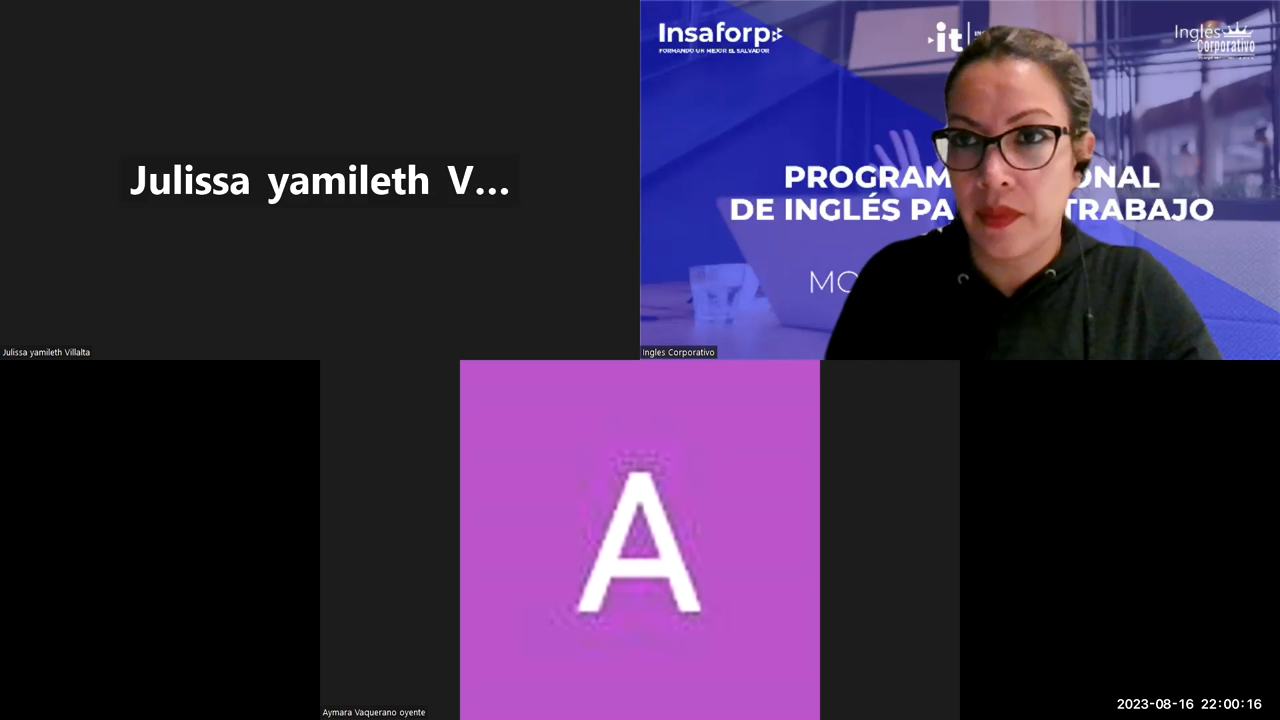 Julissa yamileth V...
Julissa yamileth Villalta
Insaforp
FORMANDO UN MEJOR EL SALVADOR
it
Inglés
Corporativo
PROGRAM ONAL
DE INGLÉS PA TRABAJO
MO
Ingles Corporativo
A
Aymara Vaquerano oyente
2023-08-16 22:00:16